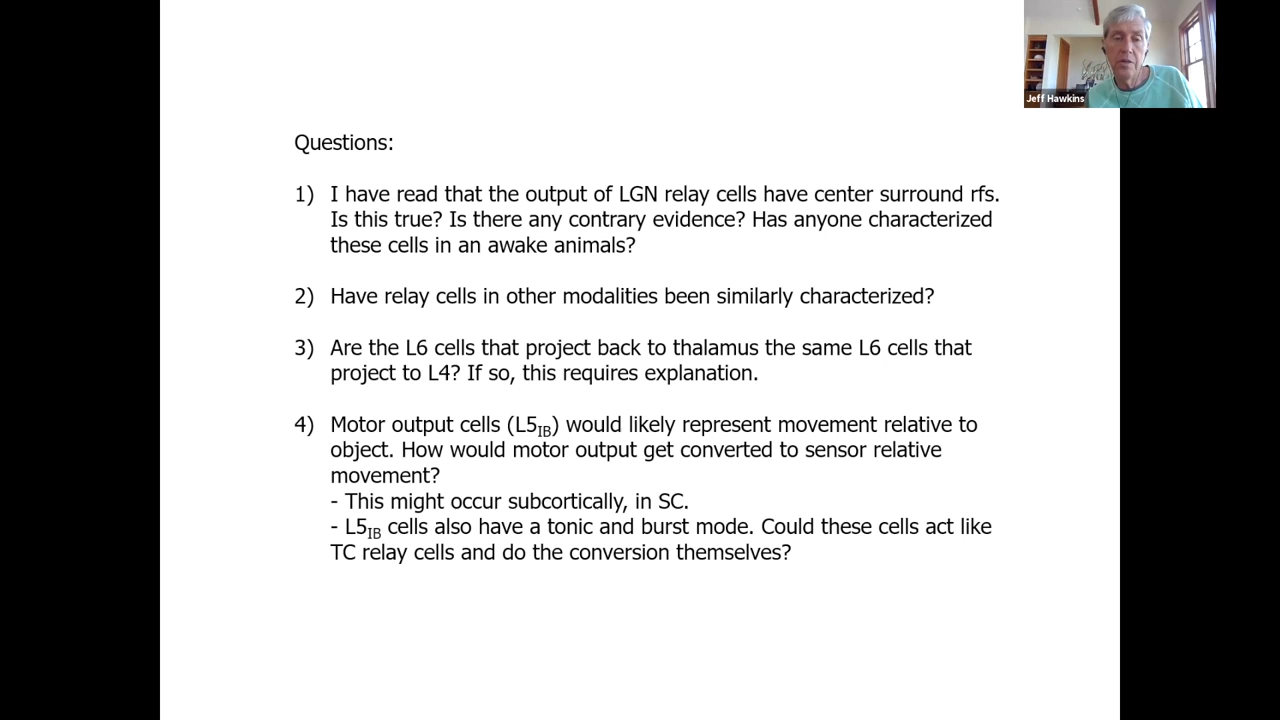 Jeff Hawkins
Questions:
1) I have read that the output of LGN relay cells have center surround rfs.
Is this true? Is there any contrary evidence? Has anyone characterized
these cells in an awake animals?
2) Have relay cells in other modalities been similarly characterized?
3) Are the L6 cells that project back to thalamus the same L6 cells that
project to L4? If so, this requires explanation.
4) Motor output cells (L5IB) would likely represent movement relative to
object. How would motor output get converted to sensor relative
movement?
- This might occur subcortically, in SC.
- L5IB cells also have a tonic and burst mode. Could these cells act like
TC relay cells and do the conversion themselves?